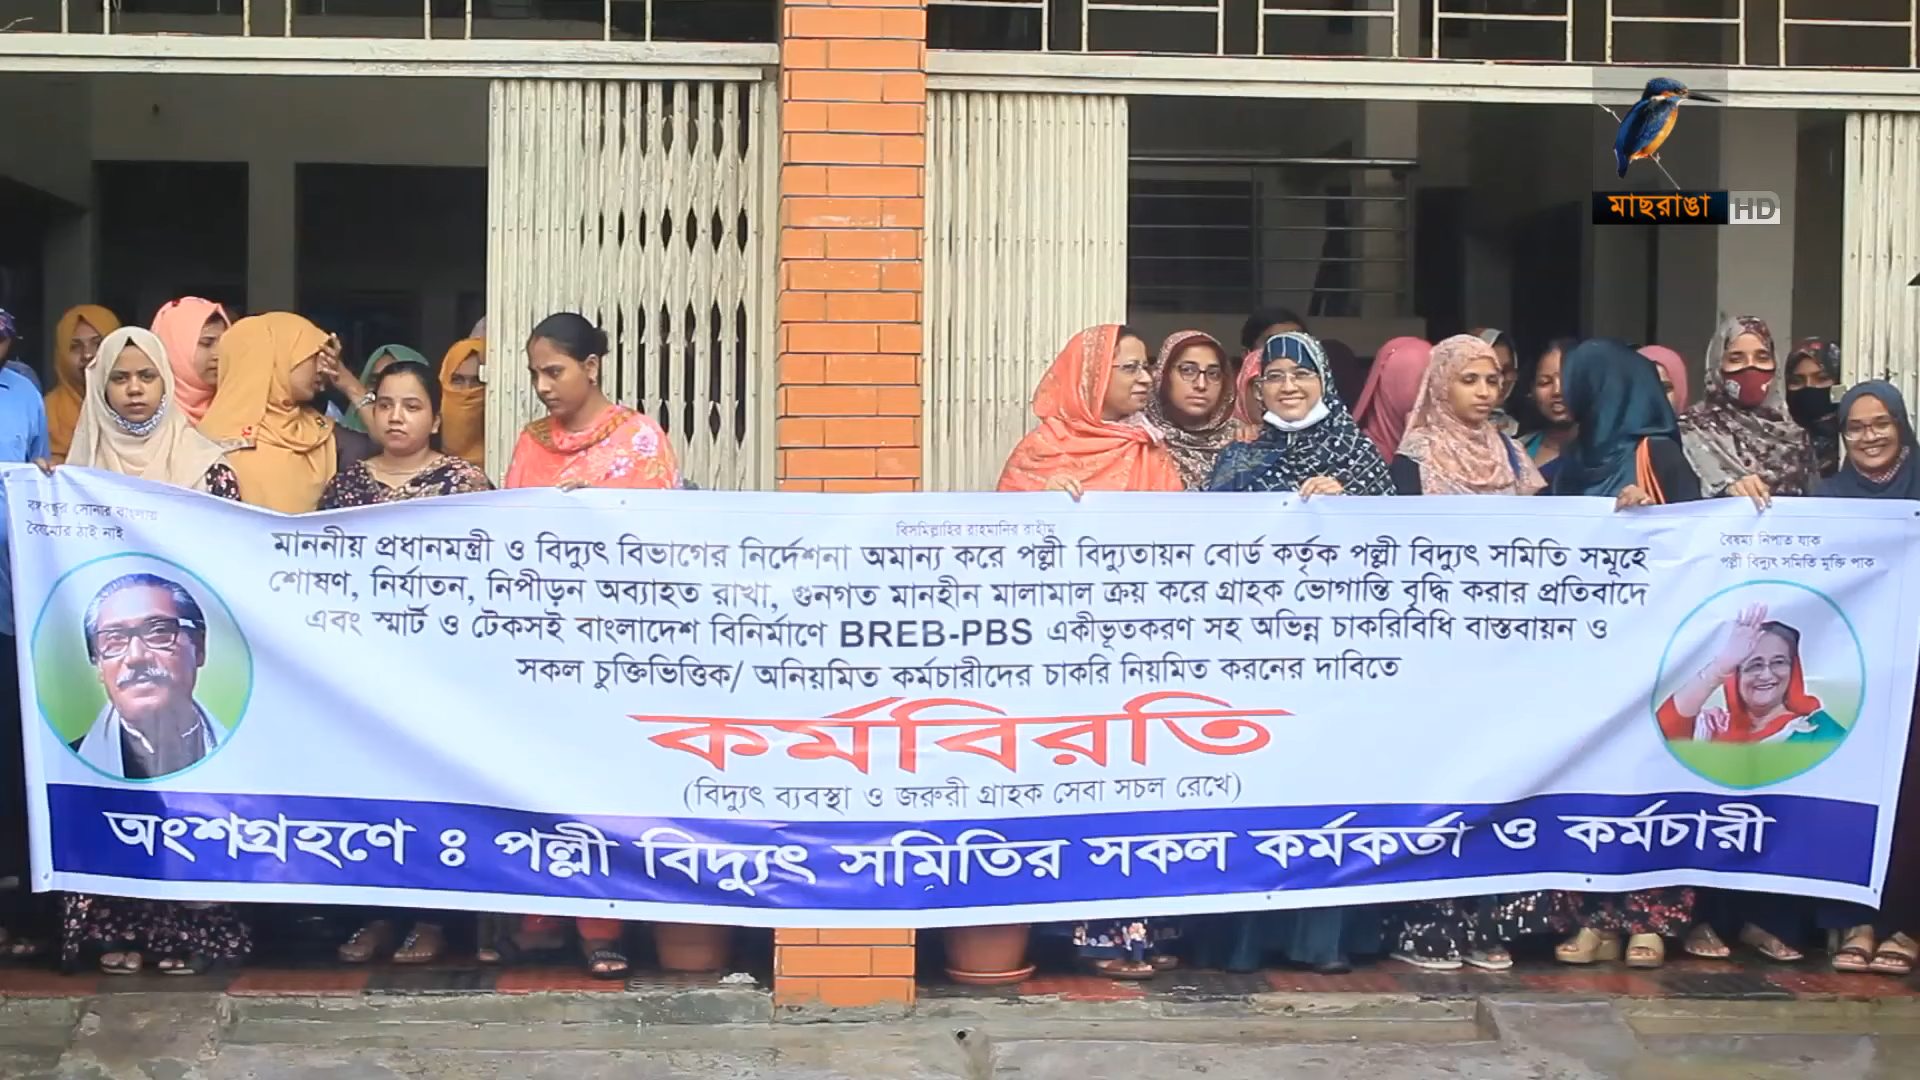 মাছরাঙা HD
বঙ্গবন্ধুর সোনার বাংলায়
বৈষম্যের ঠাই নাই
বিসমিল্লাহির রাহমানির রাহীম
বৈষম্য নিপাত যাক
পল্লী বিদ্যুৎ সমিতি মুক্তি পাক
মাননীয় প্রধানমন্ত্রী ও বিদ্যুৎ বিভাগের নির্দেশনা অমান্য করে পল্লী বিদ্যুতায়ন বোর্ড কর্তৃক পল্লী বিদ্যুৎ সমিতি সমূহে
শোষণ, নির্যাতন, নিপীড়ন অব্যাহত রাখা, গুনগত মানহীন মালামাল ক্রয় করে গ্রাহক ভোগান্তি বৃদ্ধি করার প্রতিবাদে
এবং স্মার্ট ও টেকসই বাংলাদেশ বিনির্মাণে BREB-PBS একীভূতকরণ সহ অভিন্ন চাকরিবিধি বাস্তবায়ন ও
সকল চুক্তিভিত্তিক/ অনিয়মিত কর্মচারীদের চাকরি নিয়মিত করনের দাবিতে
কর্মবিরতি
(বিদ্যুৎ ব্যবস্থা ও জরুরী গ্রাহক সেবা সচল রেখে)
অংশগ্রহণে ঃ পল্লী বিদ্যুৎ সমিতির সকল কর্মকর্তা ও কর্মচারী